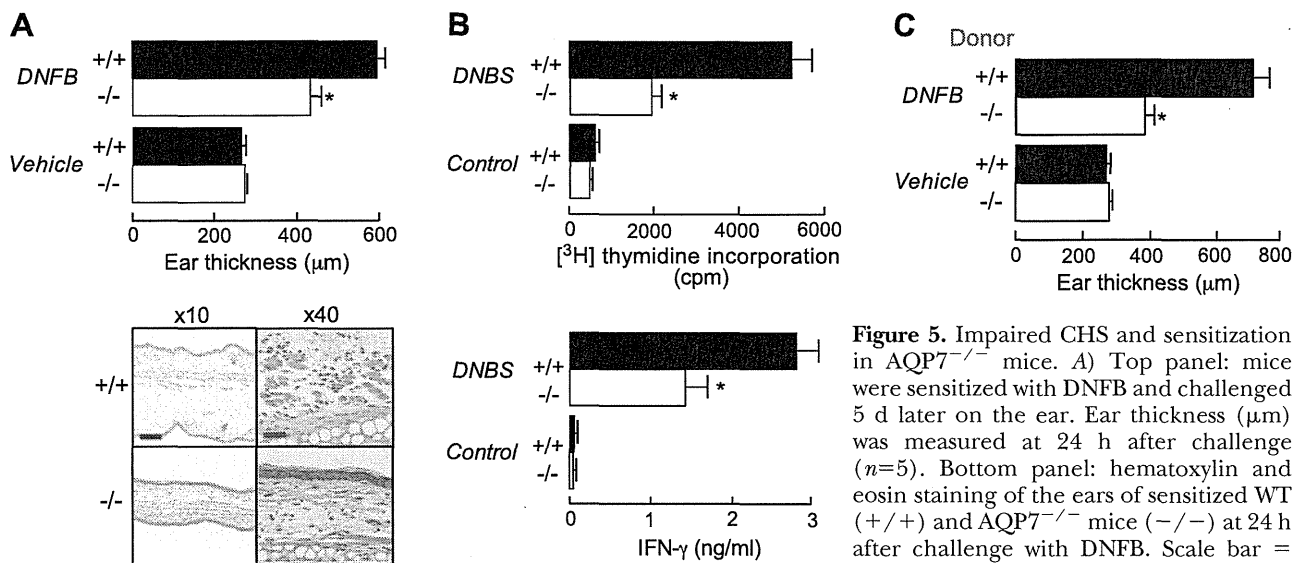 A
DNFB
+/+
-/-
*
Vehicle
+/+
-/-
0 200 400 600
Ear thickness (μm)
x10 x40
+/+
-/-
B
DNBS
+/+
-/-
*
Control
+/+
-/-
0 2000 4000 6000
[³H] thymidine incorporation
(cpm)
DNBS
+/+
-/-
*
Control
+/+
-/-
0 1 2 3
IFN-γ (ng/ml)
C
Donor
DNFB
+/+
-/-
*
Vehicle
+/+
-/-
0 200 400 600 800
Ear thickness (μm)
Figure 5. Impaired CHS and sensitization
in AQP7⁻/⁻ mice. A) Top panel: mice
were sensitized with DNFB and challenged
5 d later on the ear. Ear thickness (μm)
was measured at 24 h after challenge
(n=5). Bottom panel: hematoxylin and
eosin staining of the ears of sensitized WT
(+/+) and AQP7⁻/⁻ mice (−/−) at 24 h
after challenge with DNFB. Scale bar =